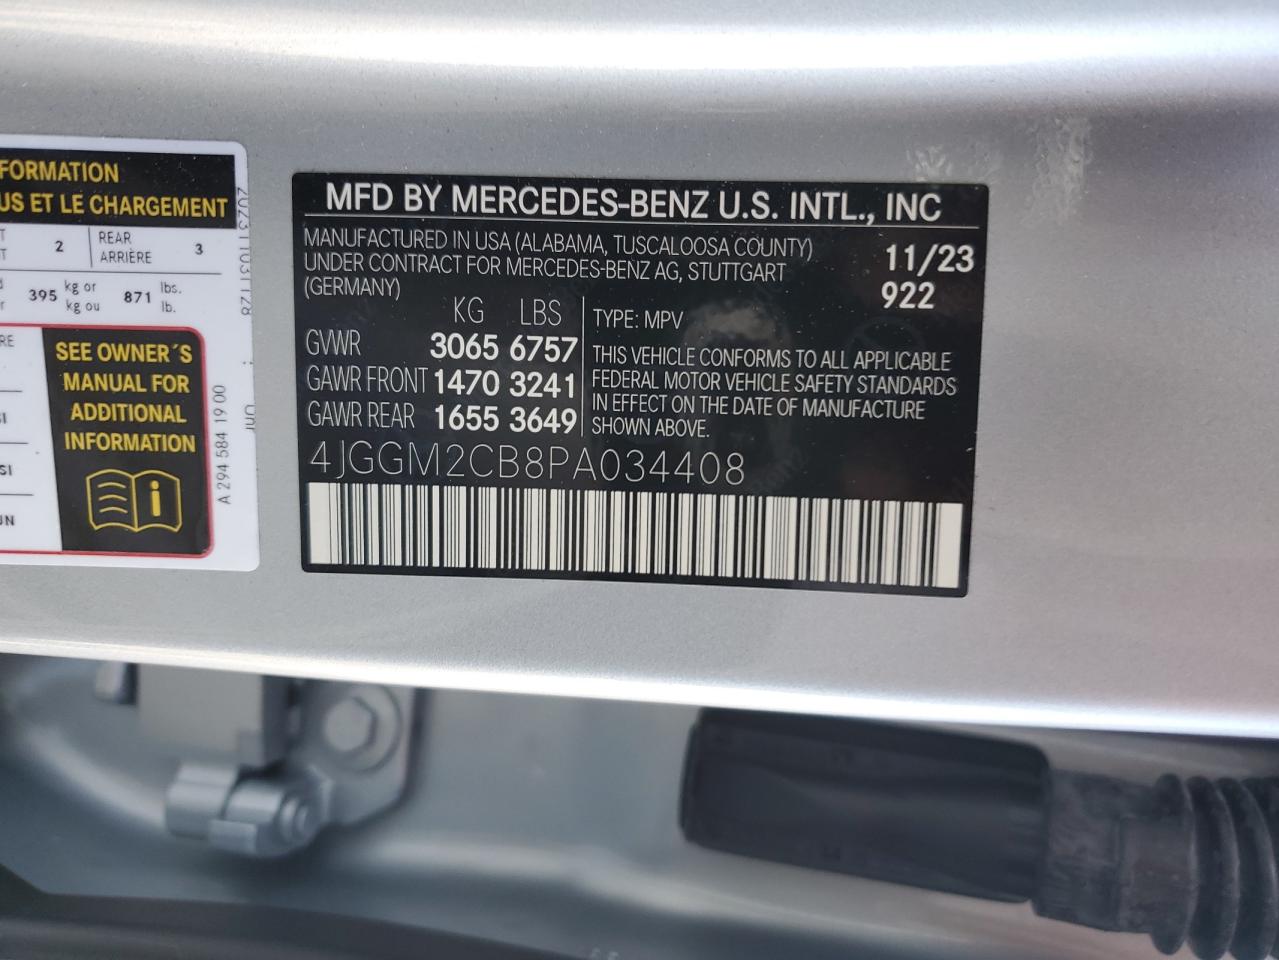 FORMATION
US ET LE CHARGEMENT
2
REAR
ARRIÈRE
3
395 kg or
kg ou
871 lbs.
lb.
SEE OWNER´S
MANUAL FOR
ADDITIONAL
INFORMATION
A 294 584 19 00
MFD BY MERCEDES-BENZ U.S. INTL., INC
MANUFACTURED IN USA (ALABAMA, TUSCALOOSA COUNTY)
UNDER CONTRACT FOR MERCEDES-BENZ AG, STUTTGART
(GERMANY)
11/23
922
KG LBS
GVWR 3065 6757
GAWR FRONT 1470 3241
GAWR REAR 1655 3649
TYPE: MPV
THIS VEHICLE CONFORMS TO ALL APPLICABLE
FEDERAL MOTOR VEHICLE SAFETY STANDARDS
IN EFFECT ON THE DATE OF MANUFACTURE
SHOWN ABOVE.
4JGGM2CB8PA034408